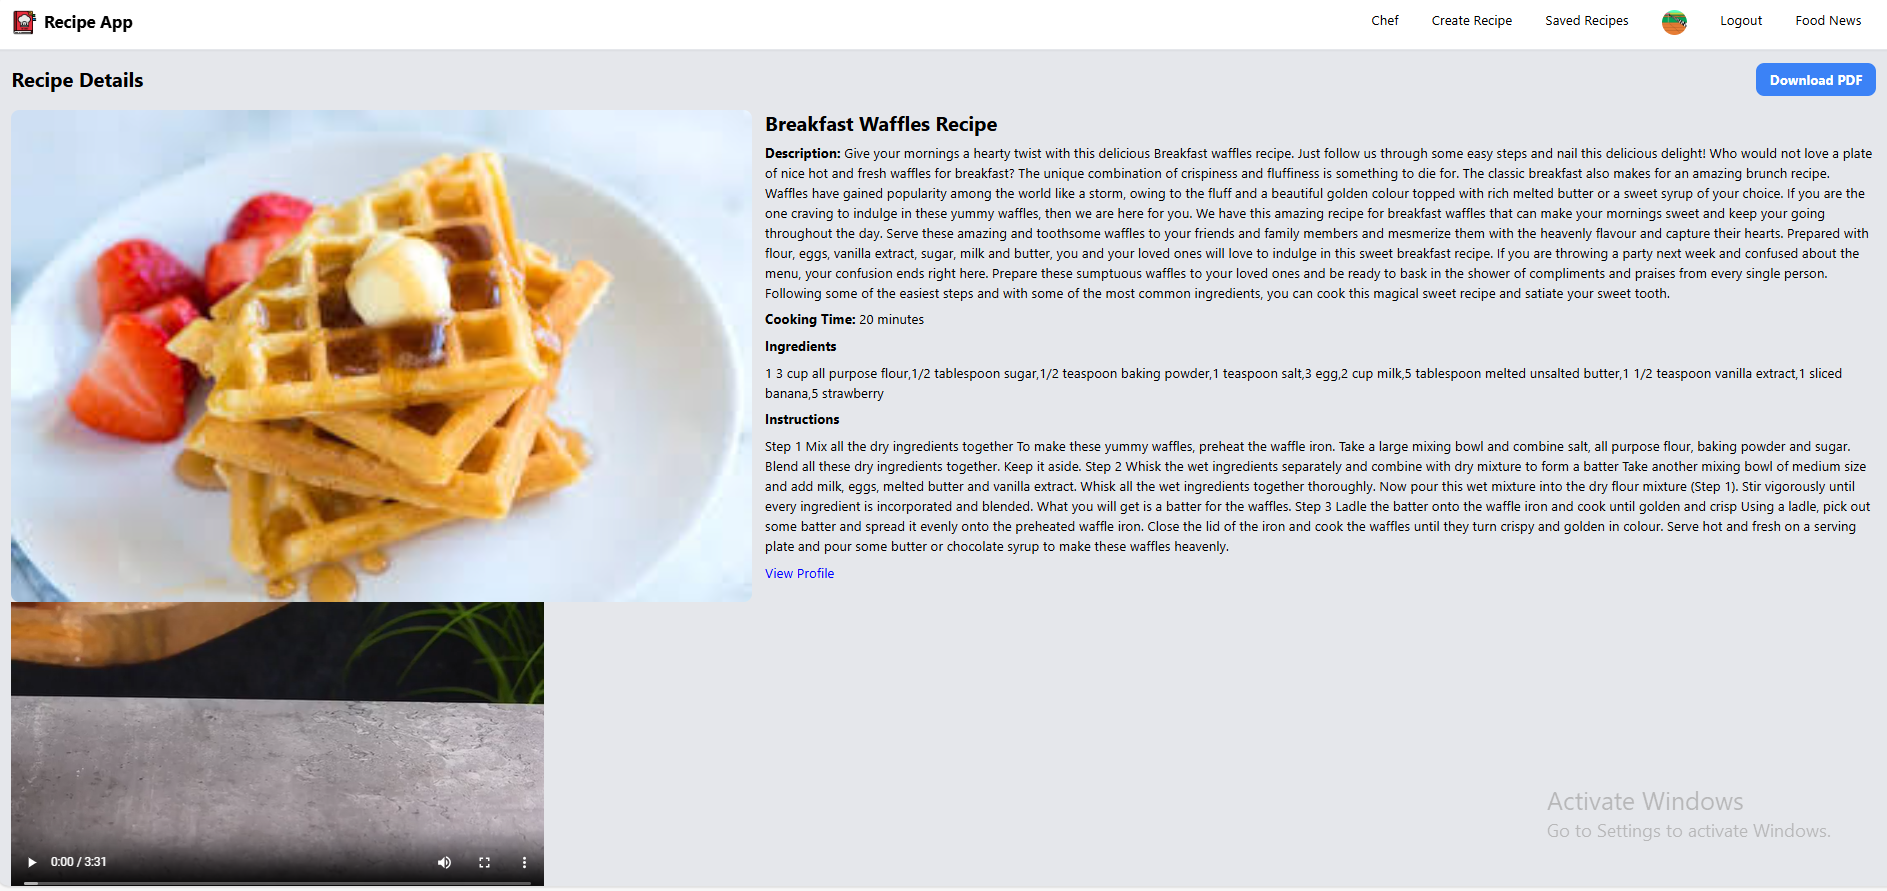 Recipe App
Chef
Create Recipe
Saved Recipes
Logout
Food News
Recipe Details
Download PDF
Breakfast Waffles Recipe
Description: Give your mornings a hearty twist with this delicious Breakfast waffles recipe. Just follow us through some easy steps and nail this delicious delight! Who would not love a plate
of nice hot and fresh waffles for breakfast? The unique combination of crispiness and fluffiness is something to die for. The classic breakfast also makes for an amazing brunch recipe.
Waffles have gained popularity among the world like a storm, owing to the fluff and a beautiful golden colour topped with rich melted butter or a sweet syrup of your choice. If you are the
one craving to indulge in these yummy waffles, then we are here for you. We have this amazing recipe for breakfast waffles that can make your mornings sweet and keep your going
throughout the day. Serve these amazing and toothsome waffles to your friends and family members and mesmerize them with the heavenly flavour and capture their hearts. Prepared with
flour, eggs, vanilla extract, sugar, milk and butter, you and your loved ones will love to indulge in this sweet breakfast recipe. If you are throwing a party next week and confused about the
menu, your confusion ends right here. Prepare these sumptuous waffles to your loved ones and be ready to bask in the shower of compliments and praises from every single person.
Following some of the easiest steps and with some of the most common ingredients, you can cook this magical sweet recipe and satiate your sweet tooth.
Cooking Time: 20 minutes
Ingredients
1 3 cup all purpose flour,1/2 tablespoon sugar,1/2 teaspoon baking powder,1 teaspoon salt,3 egg,2 cup milk,5 tablespoon melted unsalted butter,1 1/2 teaspoon vanilla extract,1 sliced
banana,5 strawberry
Instructions
Step 1 Mix all the dry ingredients together To make these yummy waffles, preheat the waffle iron. Take a large mixing bowl and combine salt, all purpose flour, baking powder and sugar.
Blend all these dry ingredients together. Keep it aside. Step 2 Whisk the wet ingredients separately and combine with dry mixture to form a batter Take another mixing bowl of medium size
and add milk, eggs, melted butter and vanilla extract. Whisk all the wet ingredients together thoroughly. Now pour this wet mixture into the dry flour mixture (Step 1). Stir vigorously until
every ingredient is incorporated and blended. What you will get is a batter for the waffles. Step 3 Ladle the batter onto the waffle iron and cook until golden and crisp Using a ladle, pick out
some batter and spread it evenly onto the preheated waffle iron. Close the lid of the iron and cook the waffles until they turn crispy and golden in colour. Serve hot and fresh on a serving
plate and pour some butter or chocolate syrup to make these waffles heavenly.
View Profile
0:00 / 3:31
Activate Windows
Go to Settings to activate Windows.